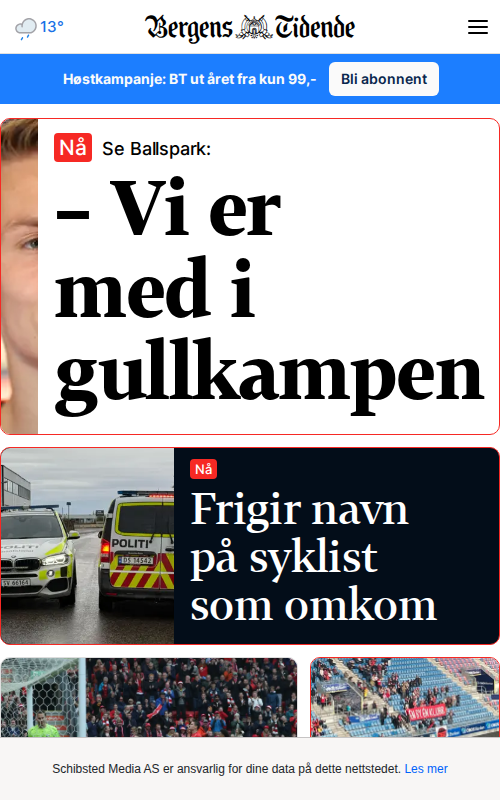 13°
Bergens Tidende
Høstkampanje: BT ut året fra kun 99,-
Bli abonnent
Nå
Se Ballspark:
– Vi er
med i
gullkampen
Nå
Frigir navn
på syklist
som omkom
POLITI
POLITI
Schibsted Media AS er ansvarlig for dine data på dette nettstedet. Les mer